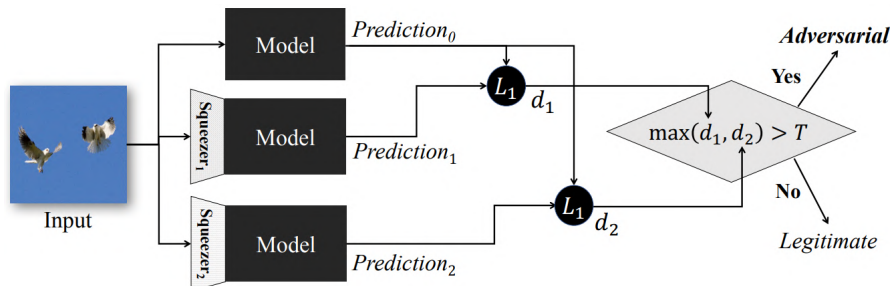 Input
Model
Prediction₀
Squeezer₁
Model
Prediction₁
Squeezer₂
Model
Prediction₂
L₁
d₁
L₁
d₂
max(d₁, d₂) > T
Yes
Adversarial
No
Legitimate